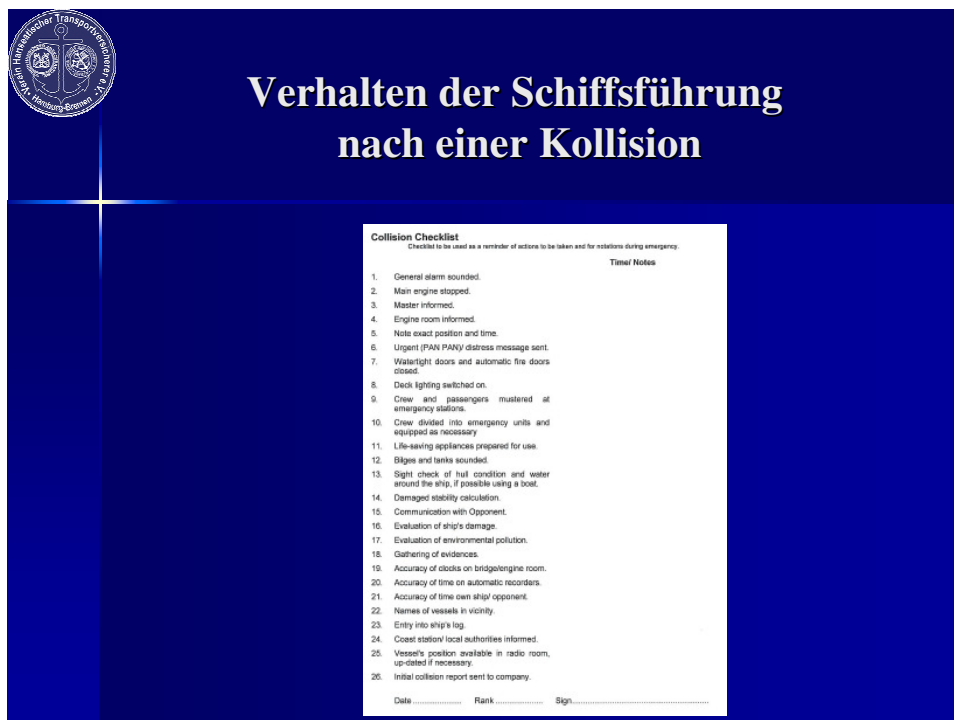 Verein Hanseatischer Transportversicherer e.V.
Hamburg-Bremen
Verhalten der Schiffsführung
nach einer Kollision
Collision Checklist
Checklist to be used as a reminder of actions to be taken and for notations during emergency.
Time/ Notes
1. General alarm sounded.
2. Main engine stopped.
3. Master informed.
4. Engine room informed.
5. Note exact position and time.
6. Urgent (PAN PAN)/ distress message sent.
7. Watertight doors and automatic fire doors
closed.
8. Deck lighting switched on.
9. Crew and passengers mustered at
emergency stations.
10. Crew divided into emergency units and
equipped as necessary
11. Life-saving appliances prepared for use.
12. Bilges and tanks sounded.
13. Sight check of hull condition and water
around the ship, if possible using a boat.
14. Damaged stability calculation.
15. Communication with Opponent.
16. Evaluation of ship's damage.
17. Evaluation of environmental pollution.
18. Gathering of evidences.
19. Accuracy of clocks on bridge/engine room.
20. Accuracy of time on automatic recorders.
21. Accuracy of time own ship/ opponent.
22. Names of vessels in vicinity.
23. Entry into ship's log.
24. Coast station/ local authorities informed.
25. Vessel's position available in radio room,
up-dated if necessary.
26. Initial collision report sent to company.
Date ..................... Rank ..................... Sign............................................................